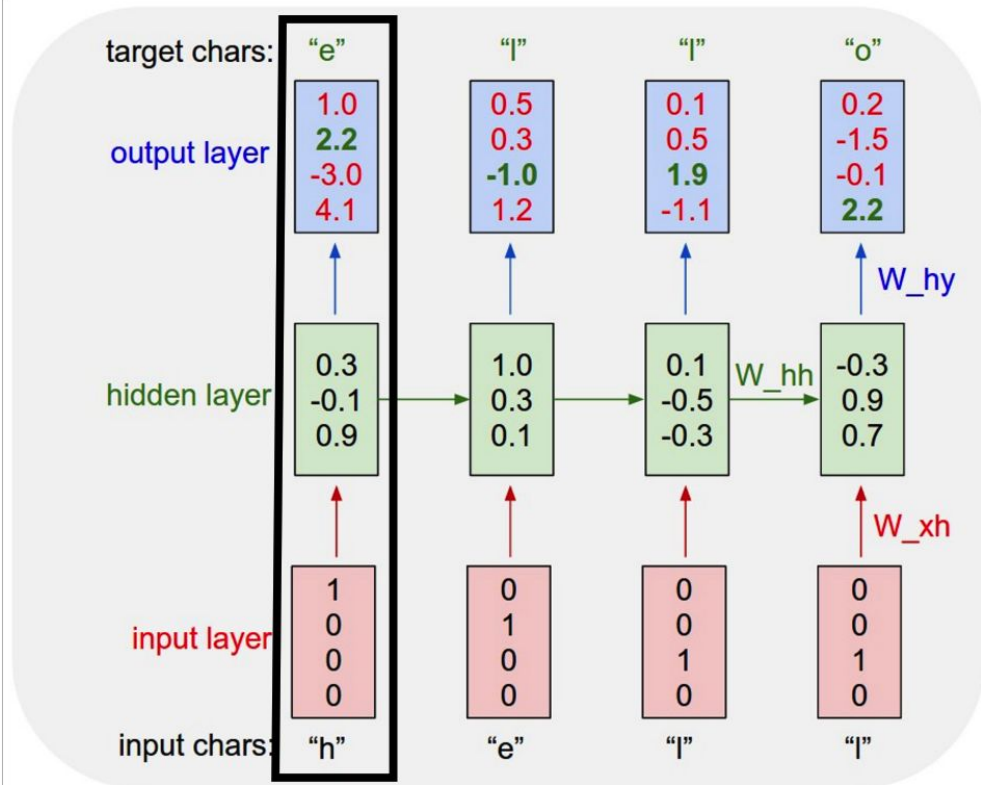 target chars: “e” “l” “l” “o”
output layer
1.0 0.5 0.1 0.2
2.2 0.3 0.5 -1.5
-3.0 -1.0 1.9 -0.1
4.1 1.2 -1.1 2.2
W_hy
hidden layer
0.3 1.0 0.1 -0.3
-0.1 0.3 -0.5 0.9
0.9 0.1 -0.3 0.7
W_hh
W_xh
input layer
1 0 0 0
0 1 0 0
0 0 1 1
0 0 0 0
input chars: “h” “e” “l” “l”